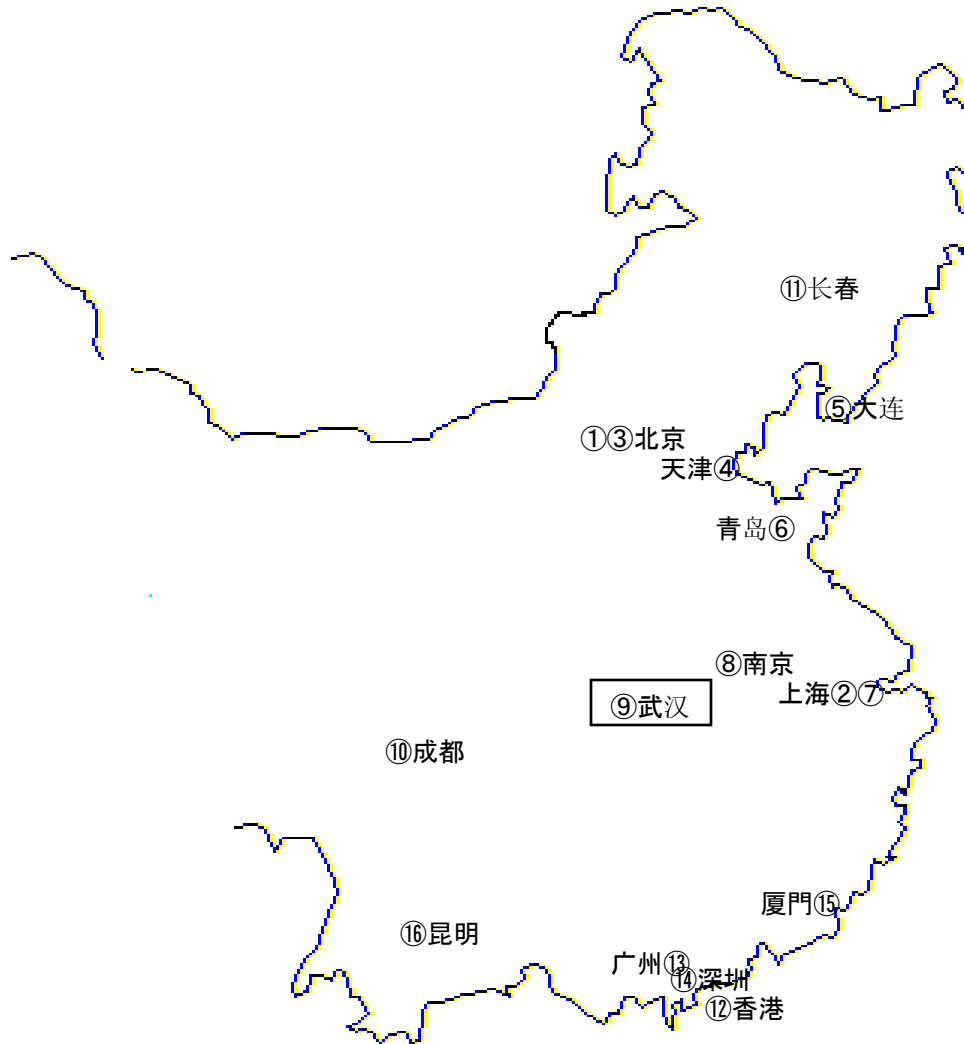 ⑪长春
⑤大连
①③北京
天津④
青岛⑥
⑧南京
上海②⑦
⑨武汉
⑩成都
厦門⑮
⑯昆明
广州⑬
⑭深圳
⑫香港